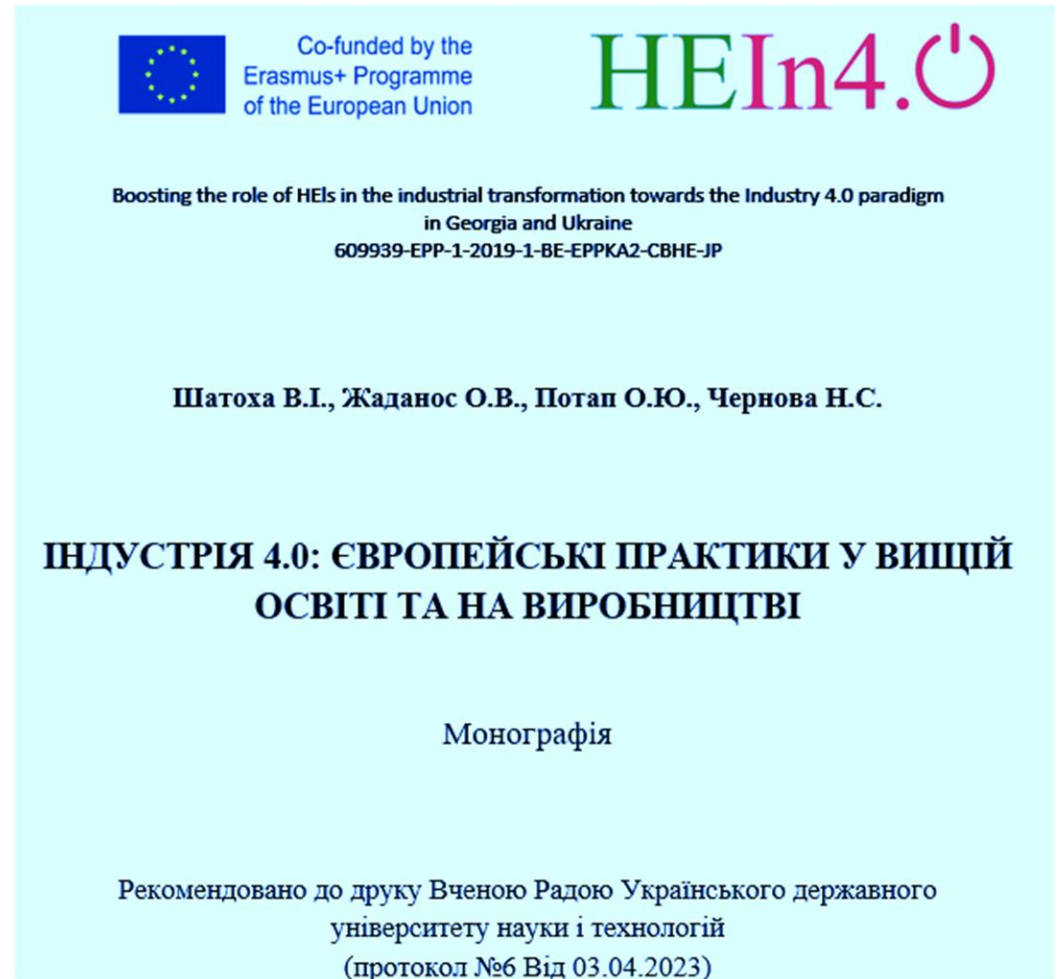 Co-funded by the
Erasmus+ Programme
of the European Union
HEIn4.0
Boosting the role of HEIs in the industrial transformation towards the Industry 4.0 paradigm
in Georgia and Ukraine
609939-EPP-1-2019-1-BE-EPPKA2-CBHE-JP
Шатоха В.І., Жаданос О.В., Потап О.Ю., Чернова Н.С.
ІНДУСТРІЯ 4.0: ЄВРОПЕЙСЬКІ ПРАКТИКИ У ВИЩІЙ
ОСВІТІ ТА НА ВИРОБНИЦТВІ
Монографія
Рекомендовано до друку Вченою Радою Українського державного
університету науки і технологій
(протокол №6 Від 03.04.2023)